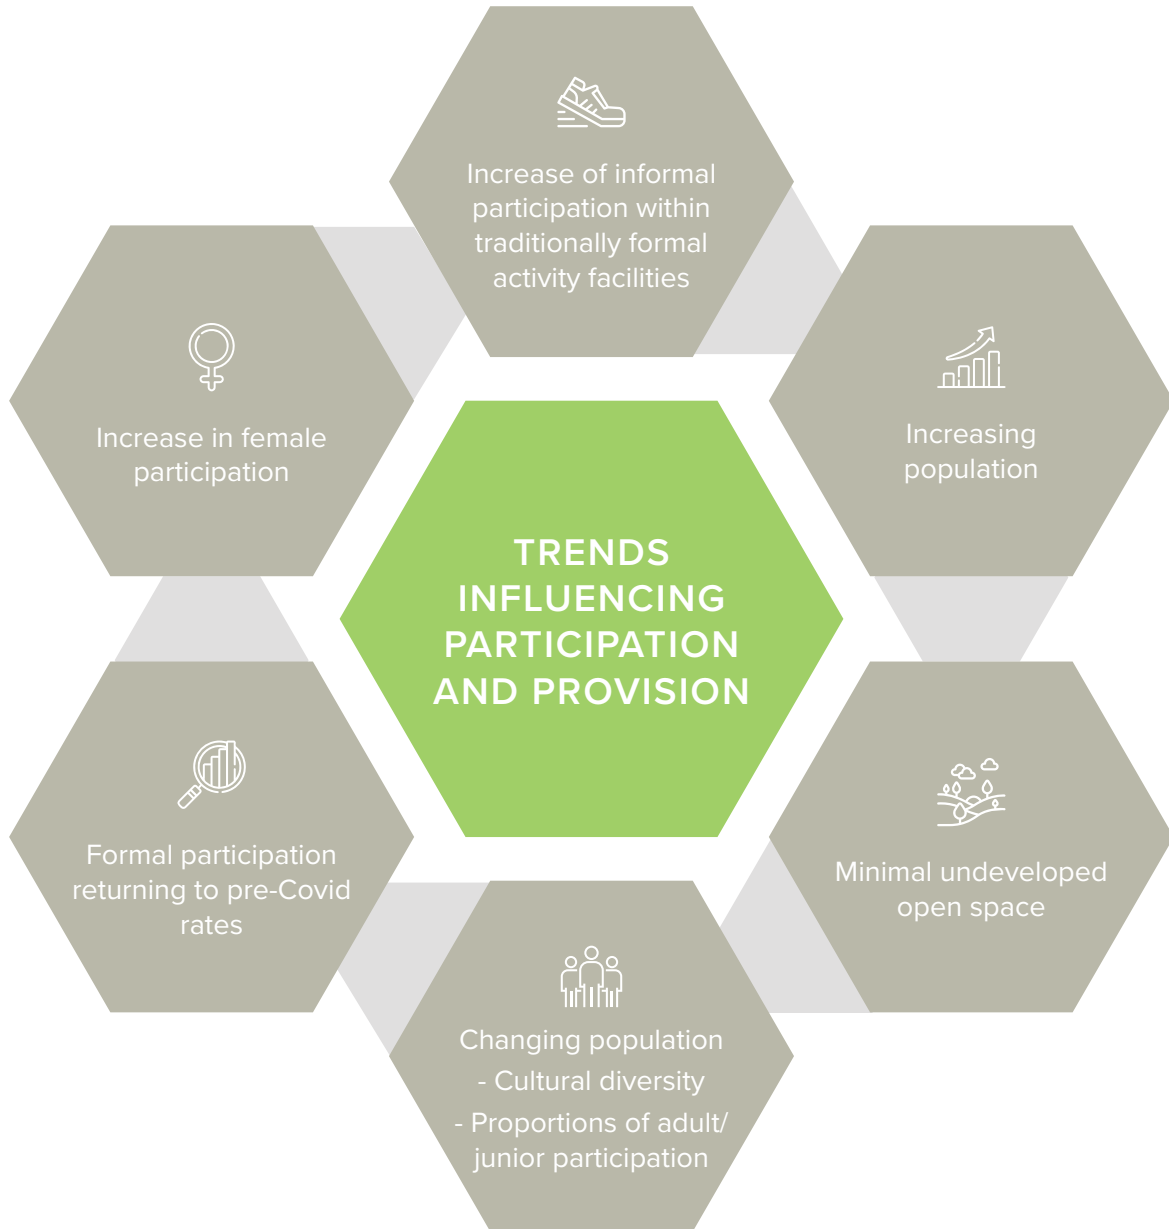 Increase of informal
participation within
traditionally formal
activity facilities
Increase in female
participation
Increasing
population
TRENDS
INFLUENCING
PARTICIPATION
AND PROVISION
Formal participation
returning to pre-Covid
rates
Minimal undeveloped
open space
Changing population
- Cultural diversity
- Proportions of adult/
junior participation